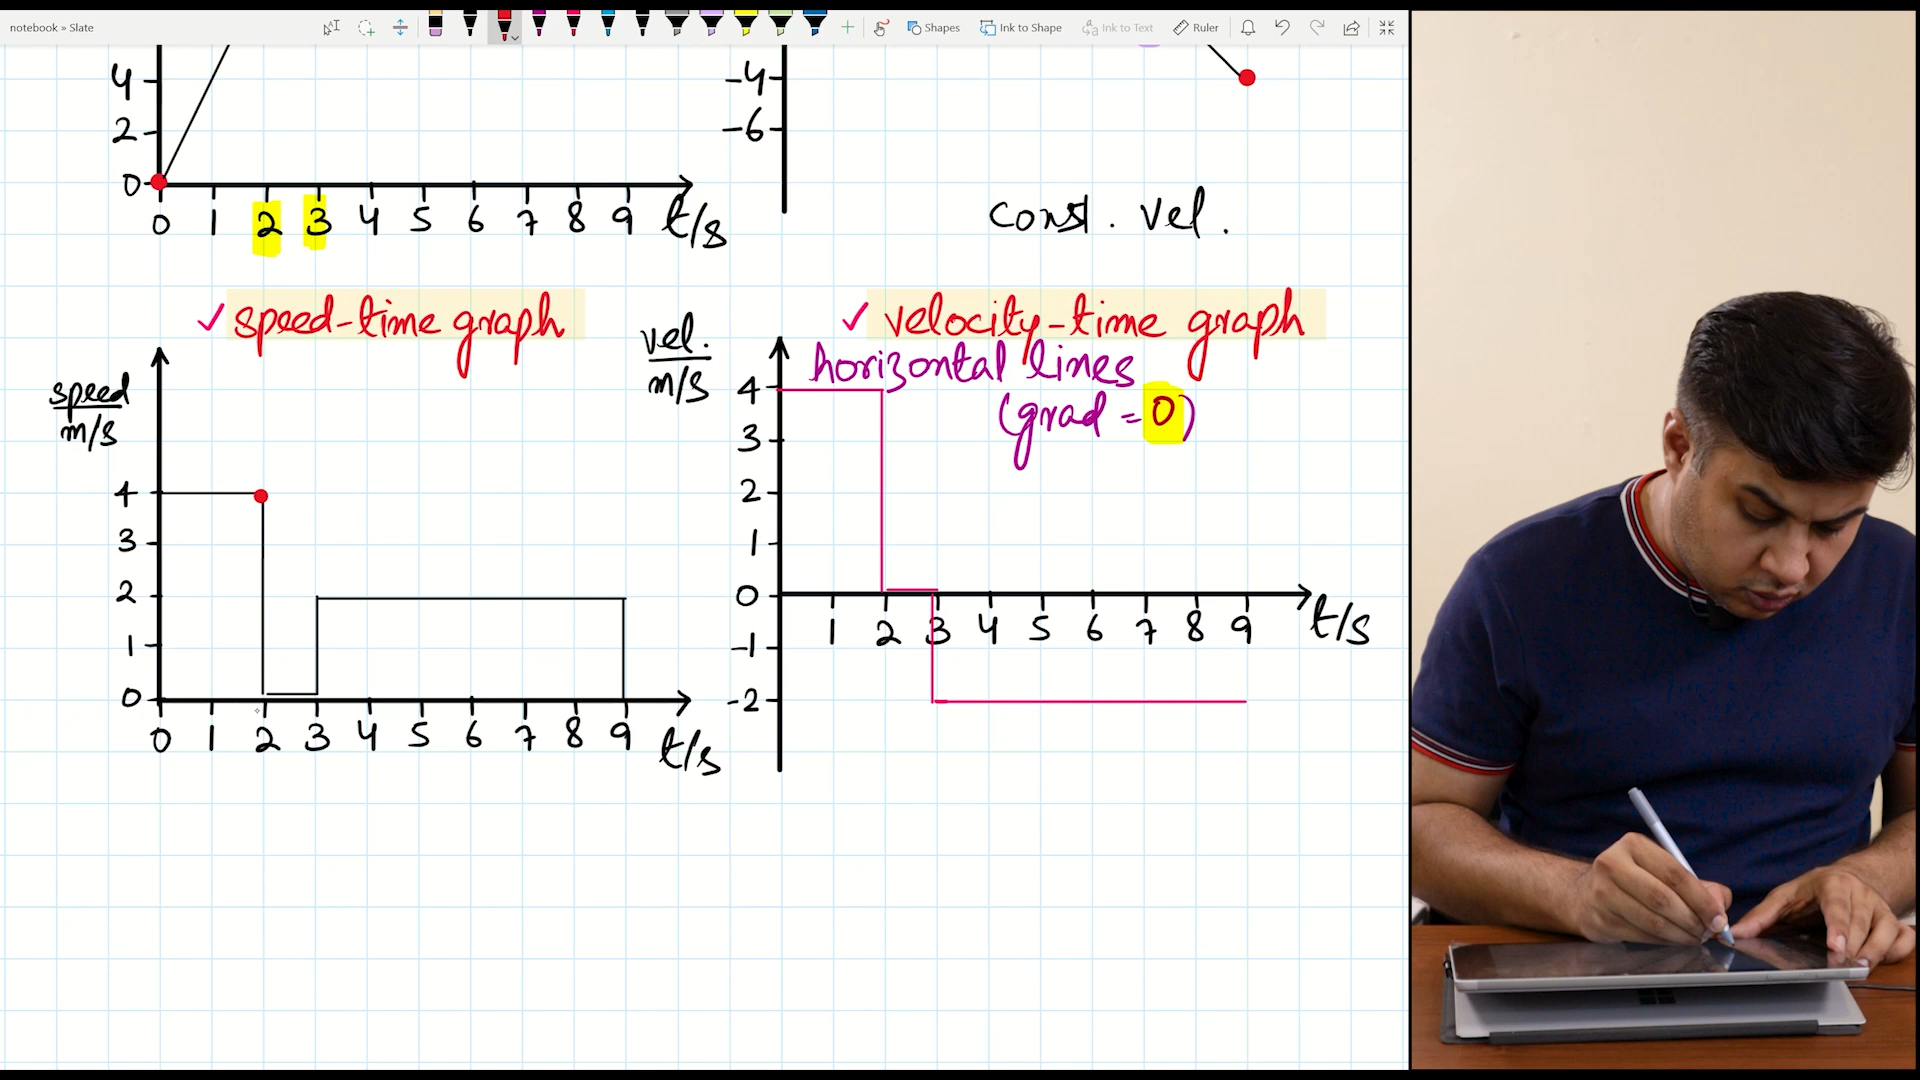 notebook » Slate
Shapes
Ink to Shape
Ink to Text
Ruler
4
2
0
0 1 2 3 4 5 6 7 8 9 t/s
-4
-6
const. vel.
✓ speed-time graph
speed
m/s
4
3
2
1
0
0 1 2 3 4 5 6 7 8 9 t/s
✓ velocity-time graph
vel.
m/s
horizontal lines
(grad = 0)
4
3
2
1
0
-1
-2
1 2 3 4 5 6 7 8 9 t/s